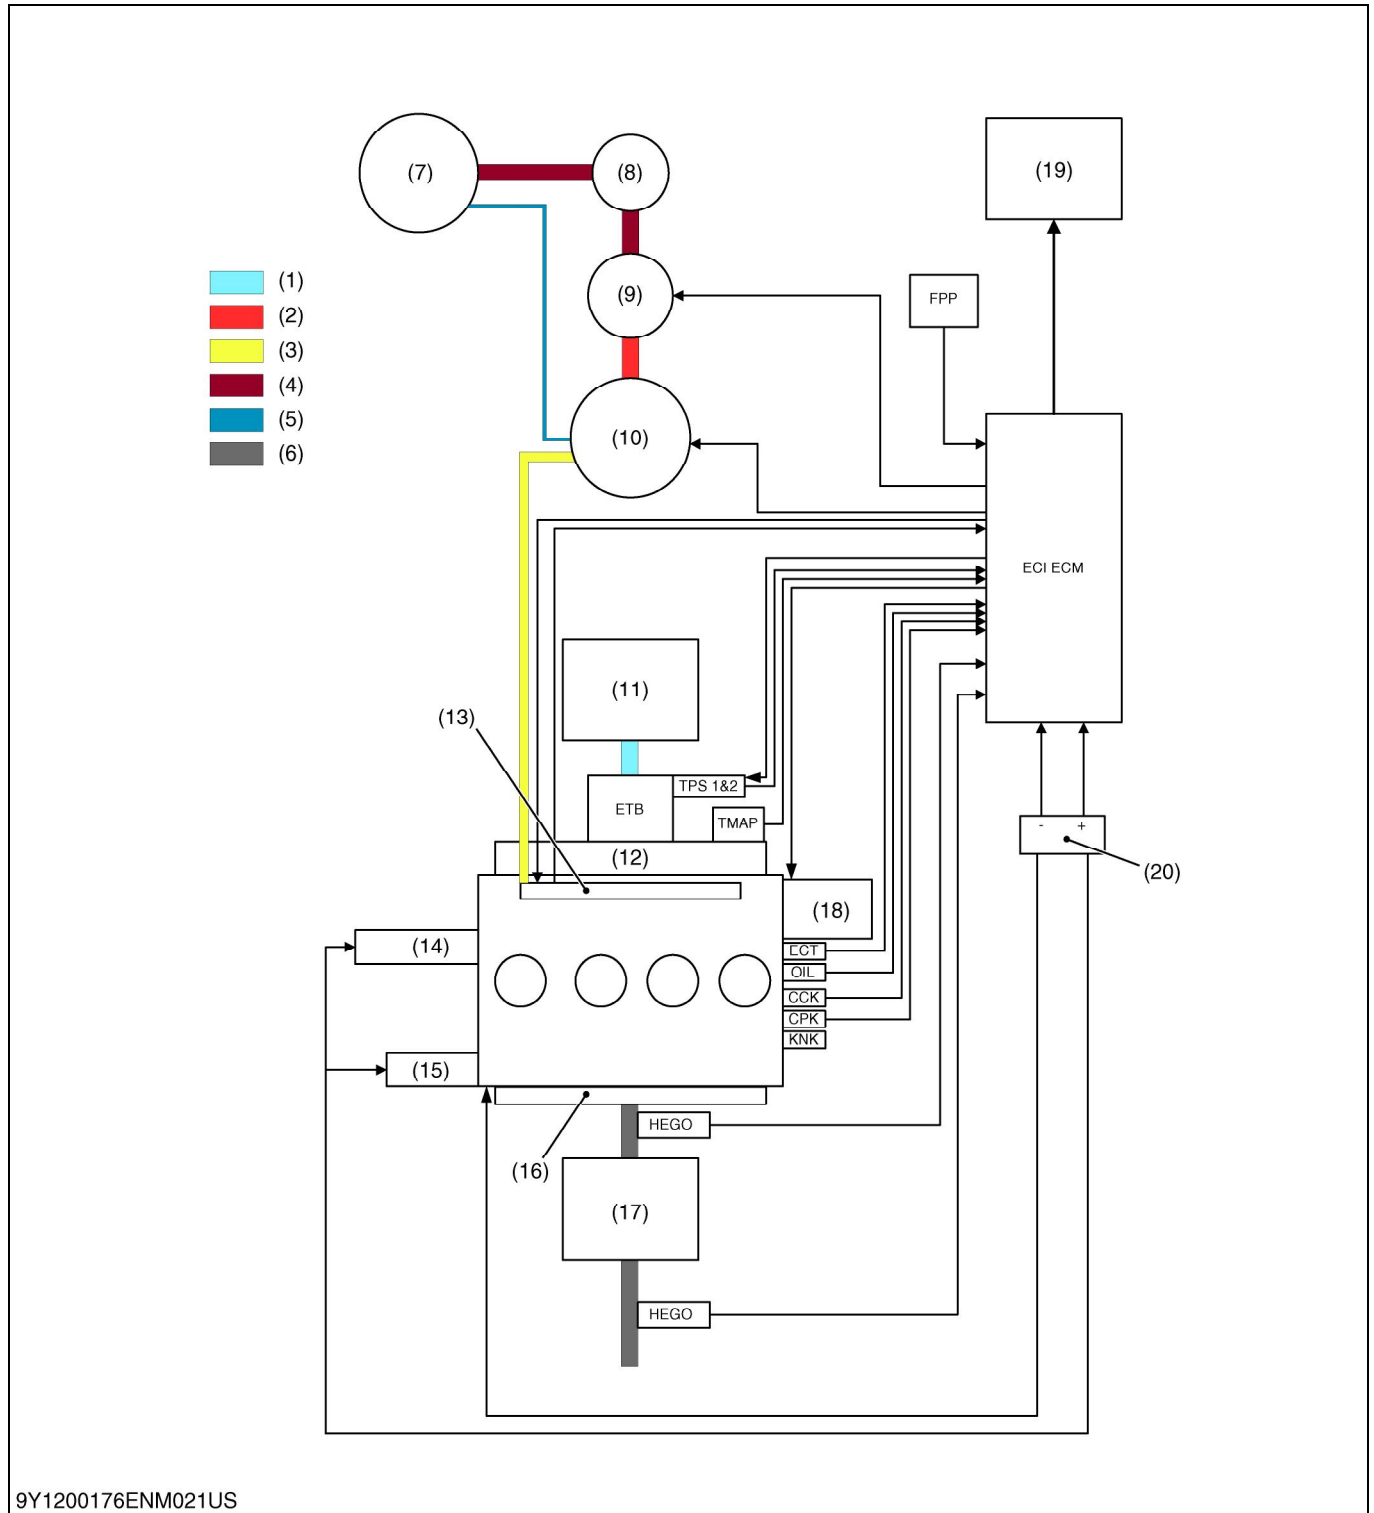 (7)
(8)
(19)
(1)
(9)
FPP
(2)
(3)
(4)
(5)
(10)
(6)
ECI ECM
(11)
(13)
TPS 1&2
ETB
TMAP
- +
(12)
(20)
(18)
(14)
ECT
OIL
CCK
CPK
KNK
(15)
HEGO
(16)
(17)
HEGO
9Y1200176ENM021US